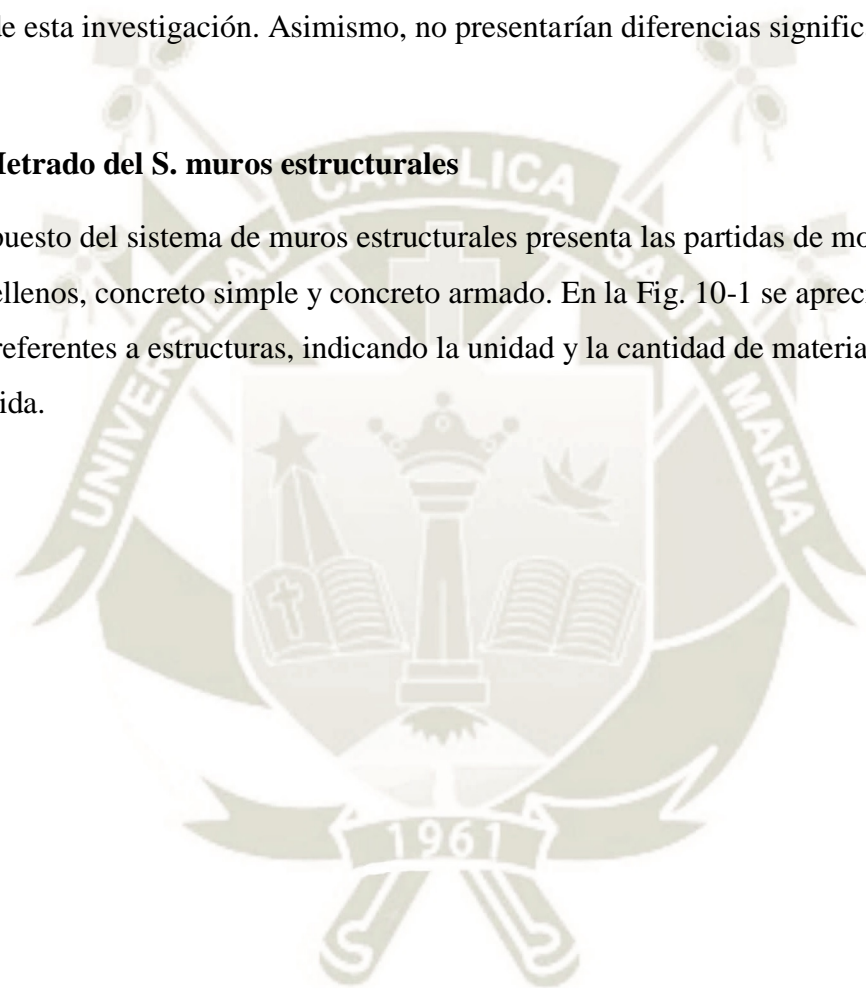 de esta investigación. Asimismo, no presentarían diferencias signific
Metrado del S. muros estructurales
puesto del sistema de muros estructurales presenta las partidas de mo
ellenos, concreto simple y concreto armado. En la Fig. 10-1 se aprec
referentes a estructuras, indicando la unidad y la cantidad de materia
ida.
UNIVERSIDAD CATOLICA SANTA MARIA
1961